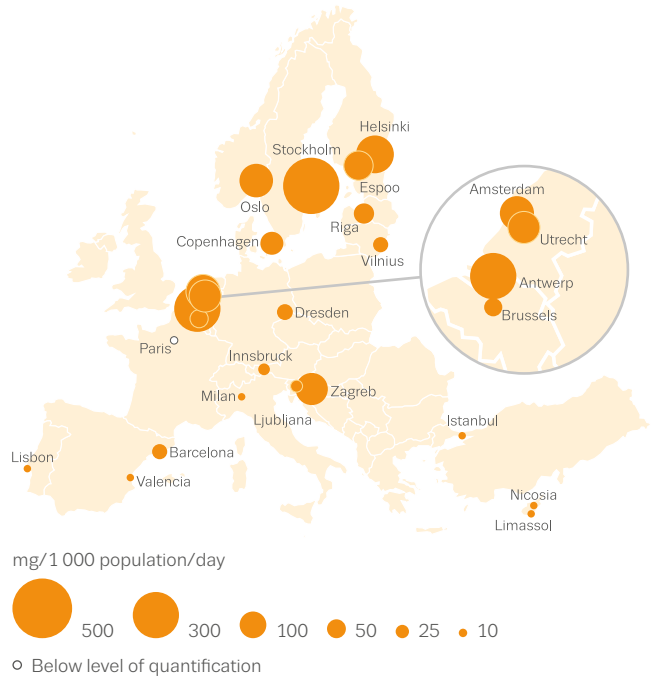 Helsinki
Stockholm
Espoo
Oslo
Riga
Copenhagen
Vilnius
Amsterdam
Utrecht
Antwerp
Brussels
Dresden
Paris
Innsbruck
Milan
Zagreb
Ljubljana
Istanbul
Lisbon
Barcelona
Valencia
Nicosia
Limassol
mg/1 000 population/day
500 300 100 50 25 10
Below level of quantification